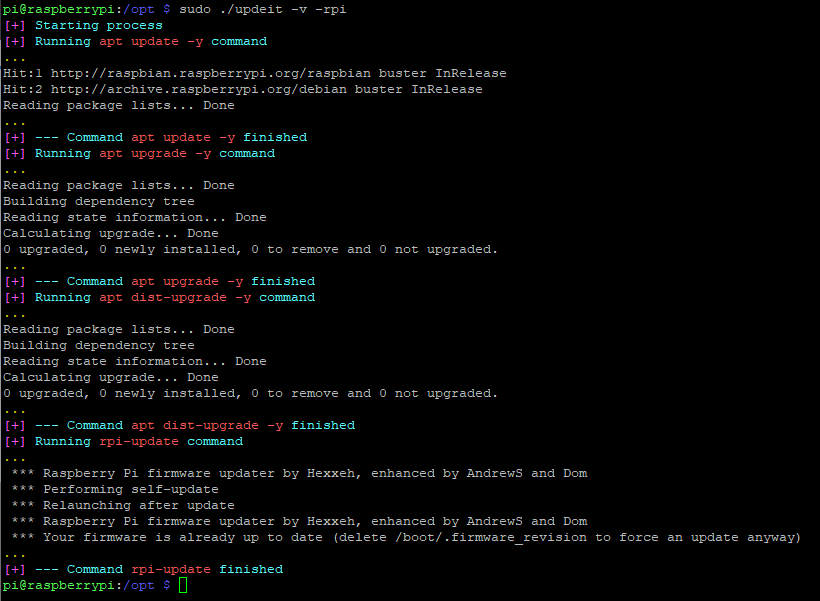 pi@raspberrypi:/opt $ sudo ./updeit -v -rpi
[+] Starting process
[+] Running apt update -y command
...
Hit:1 http://raspbian.raspberrypi.org/raspbian buster InRelease
Hit:2 http://archive.raspberrypi.org/debian buster InRelease
Reading package lists... Done
...
[+] --- Command apt update -y finished
[+] Running apt upgrade -y command
...
Reading package lists... Done
Building dependency tree
Reading state information... Done
Calculating upgrade... Done
0 upgraded, 0 newly installed, 0 to remove and 0 not upgraded.
...
[+] --- Command apt upgrade -y finished
[+] Running apt dist-upgrade -y command
...
Reading package lists... Done
Building dependency tree
Reading state information... Done
Calculating upgrade... Done
0 upgraded, 0 newly installed, 0 to remove and 0 not upgraded.
...
[+] --- Command apt dist-upgrade -y finished
[+] Running rpi-update command
...
 *** Raspberry Pi firmware updater by Hexxeh, enhanced by AndrewS and Dom
 *** Performing self-update
 *** Relaunching after update
 *** Raspberry Pi firmware updater by Hexxeh, enhanced by AndrewS and Dom
 *** Your firmware is already up to date (delete /boot/.firmware_revision to force an update anyway)
...
[+] --- Command rpi-update finished
pi@raspberrypi:/opt $